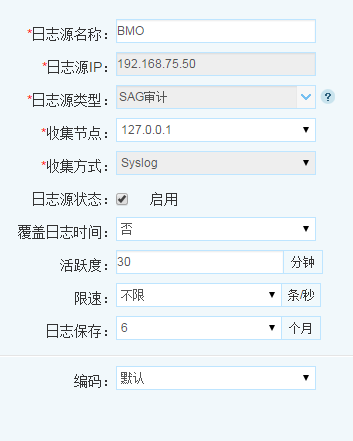 *日志源名称： BMO
*日志源IP： 192.168.75.50
*日志源类型： SAG审计 ?
*收集节点： 127.0.0.1
*收集方式： Syslog
日志源状态： 启用
覆盖日志时间： 否
活跃度： 30 分钟
限速： 不限 条/秒
日志保存： 6 个月
编码： 默认